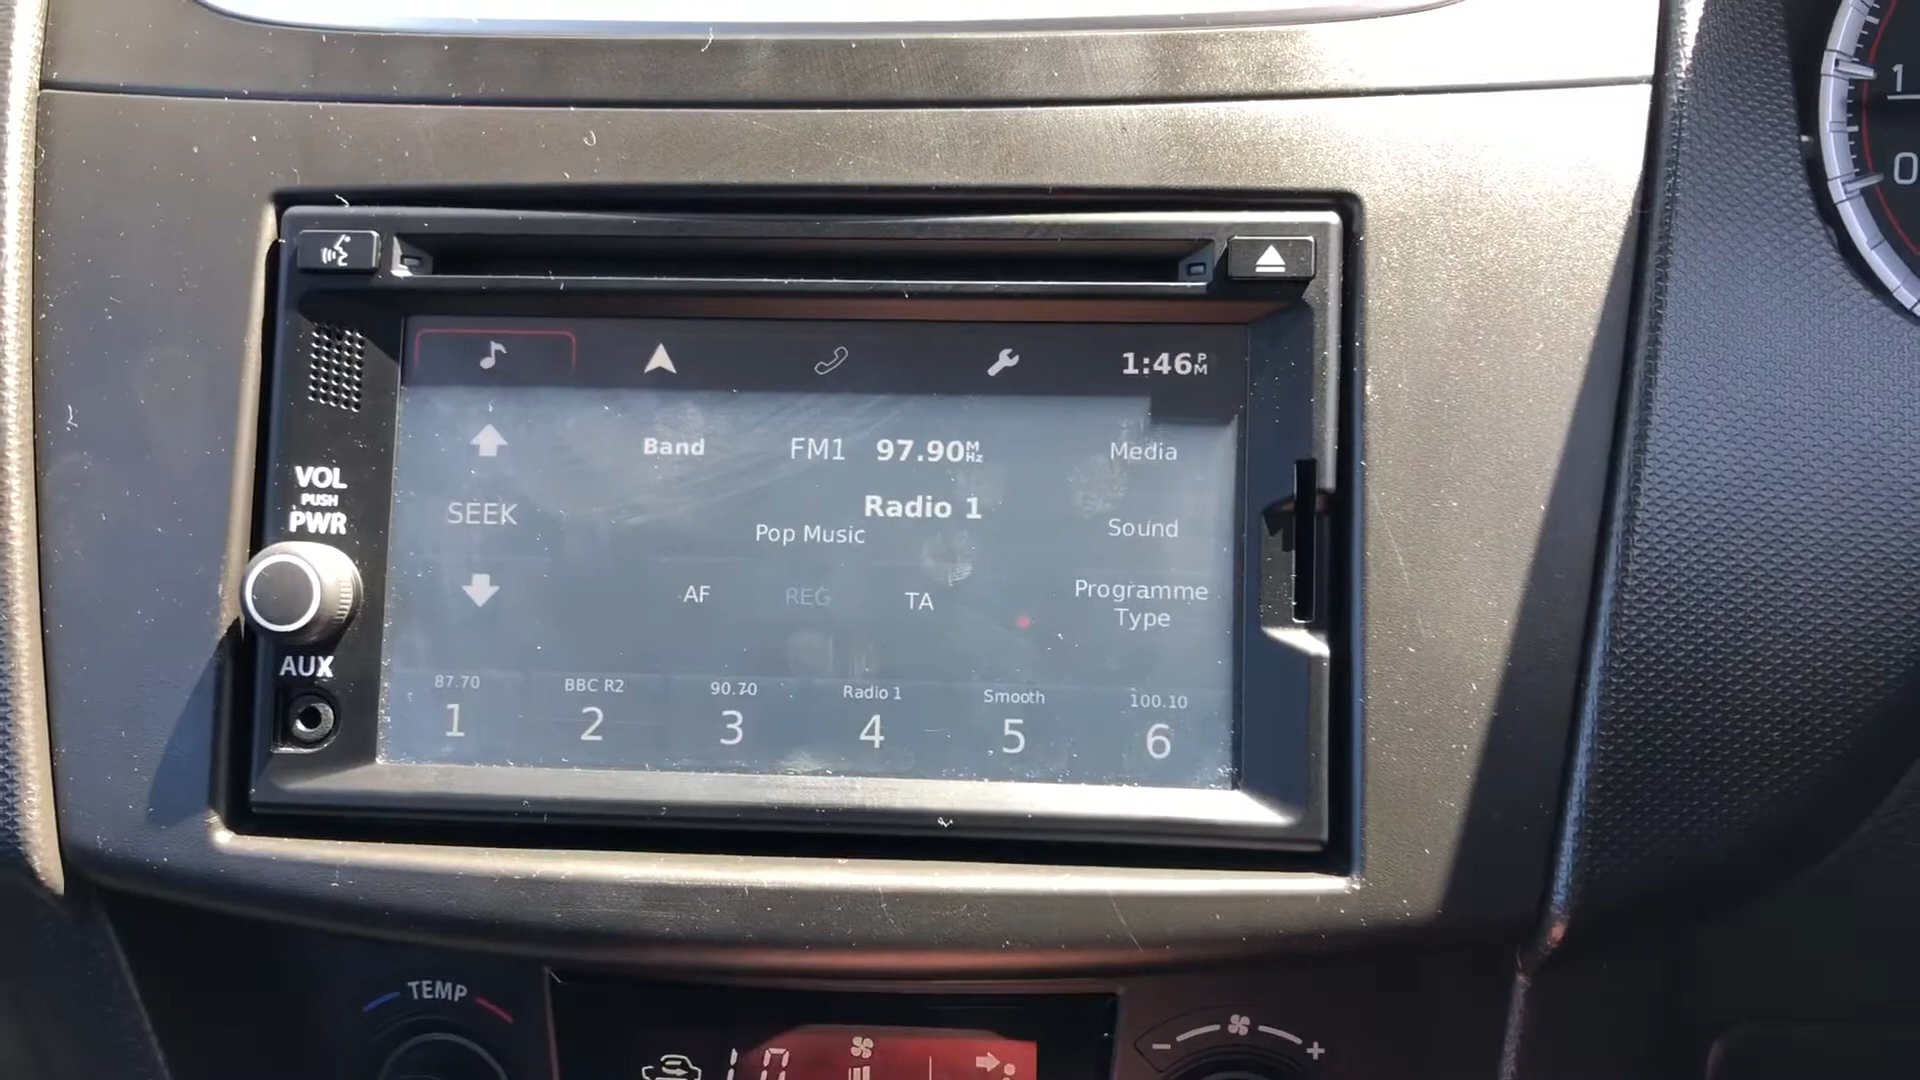 1:46PM
Band
FM1 97.90MHz
Media
VOL
PUSH
PWR
SEEK
Radio 1
Pop Music
Sound
AF
REG
TA
Programme
Type
AUX
87.70
BBC R2
90.70
Radio 1
Smooth
100.10
1
2
3
4
5
6
TEMP
- +
1
0